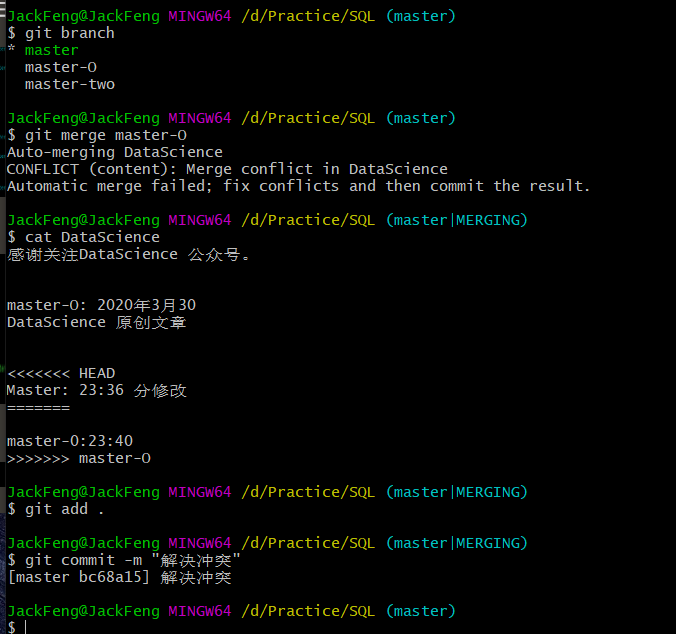 JackFeng@JackFeng MINGW64 /d/Practice/SQL (master)
$ git branch
* master
  master-O
  master-two
JackFeng@JackFeng MINGW64 /d/Practice/SQL (master)
$ git merge master-O
Auto-merging DataScience
CONFLICT (content): Merge conflict in DataScience
Automatic merge failed; fix conflicts and then commit the result.
JackFeng@JackFeng MINGW64 /d/Practice/SQL (master|MERGING)
$ cat DataScience
感谢关注DataScience 公众号。
master-O: 2020年3月30
DataScience 原创文章
<<<<<<< HEAD
Master: 23:36 分修改
=======
master-O:23:40
>>>>>>> master-O
JackFeng@JackFeng MINGW64 /d/Practice/SQL (master|MERGING)
$ git add .
JackFeng@JackFeng MINGW64 /d/Practice/SQL (master|MERGING)
$ git commit -m "解决冲突"
[master bc68a15] 解决冲突
JackFeng@JackFeng MINGW64 /d/Practice/SQL (master)
$